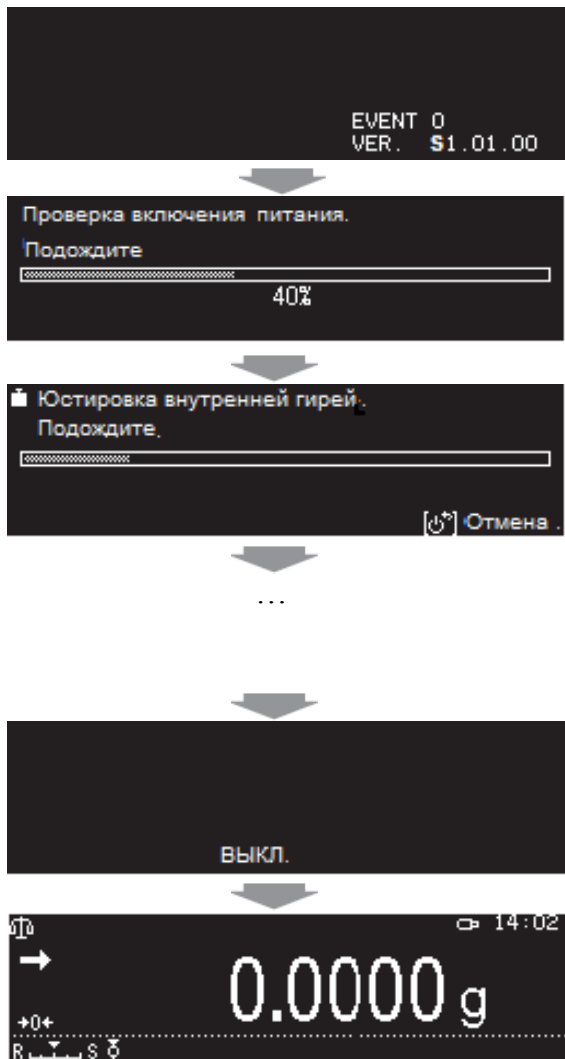 EVENT 0
VER. S1.01.00
Проверка включения питания.
Подождите
40%
Юстировка внутренней гирей.
Подождите.
Отмена .
...
ВЫКЛ.
14:02
0.0000 g
→0←
R S